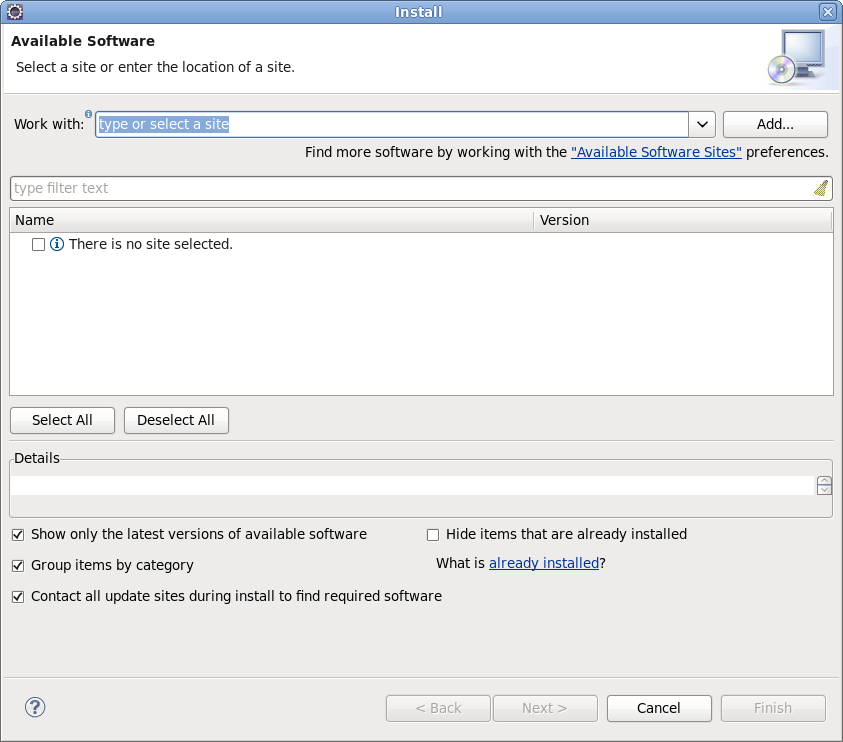 Install
Available Software
Select a site or enter the location of a site.
Work with: type or select a site Add...
Find more software by working with the "Available Software Sites" preferences.
type filter text
Name Version
There is no site selected.
Select All Deselect All
Details
Show only the latest versions of available software Hide items that are already installed
Group items by category What is already installed?
Contact all update sites during install to find required software
< Back Next > Cancel Finish